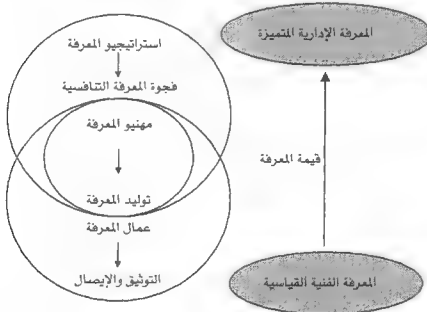 استراتيجيو المعرفة
فجوة المعرفة التنافسية
مهنيو المعرفة
توليد المعرفة
عمال المعرفة
التوثيق والإيصال
المعرفة الإدارية المتميزة
قيمة المعرفة
المعرفة الفنية القياسية